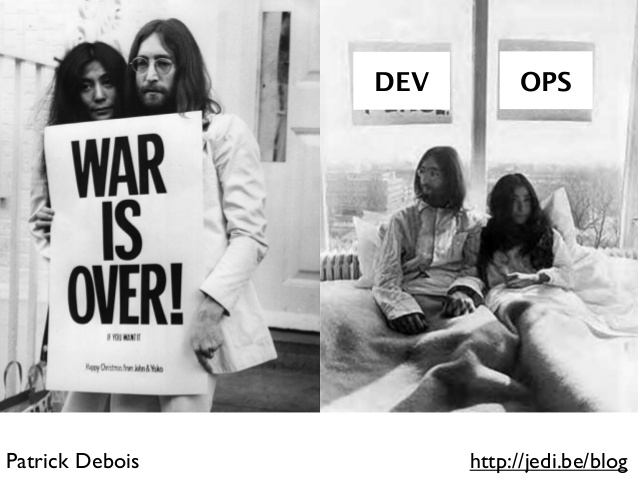 WAR
IS
OVER!
IF YOU WANT IT
Happy Christmas from John & Yoko
DEV
OPS
Patrick Debois
http://jedi.be/blog